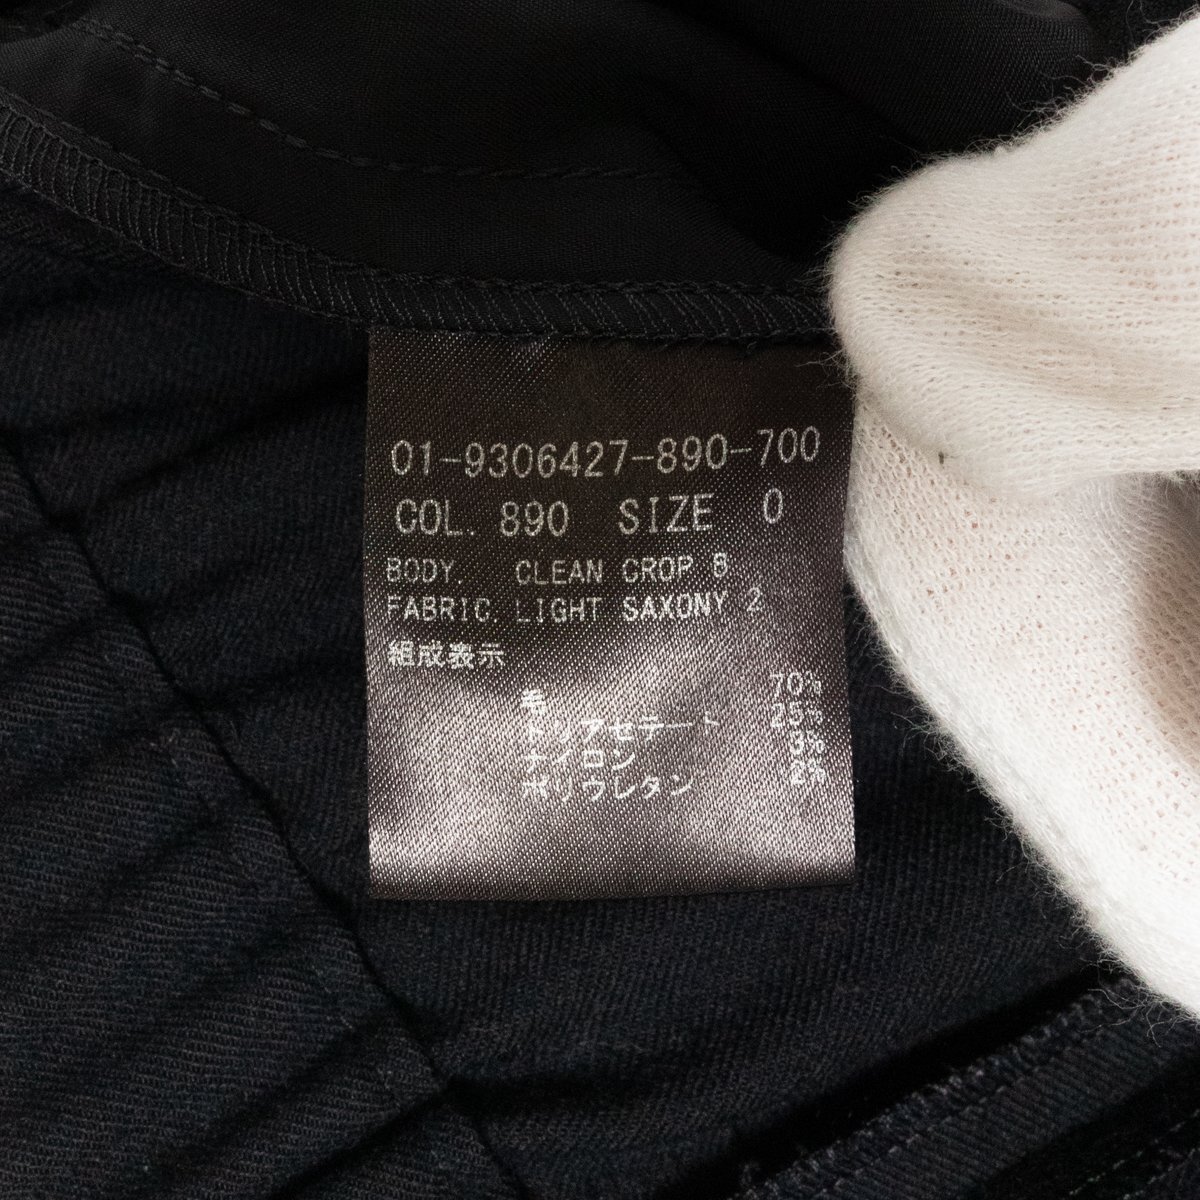 01-9306427-890-700
COL. 890 SIZE 0
BODY. CLEAN CROP 8
FABRIC. LIGHT SAXONY 2
組成表示
毛 70%
トリアセテート 25%
ナイロン 3%
ポリウレタン 2%